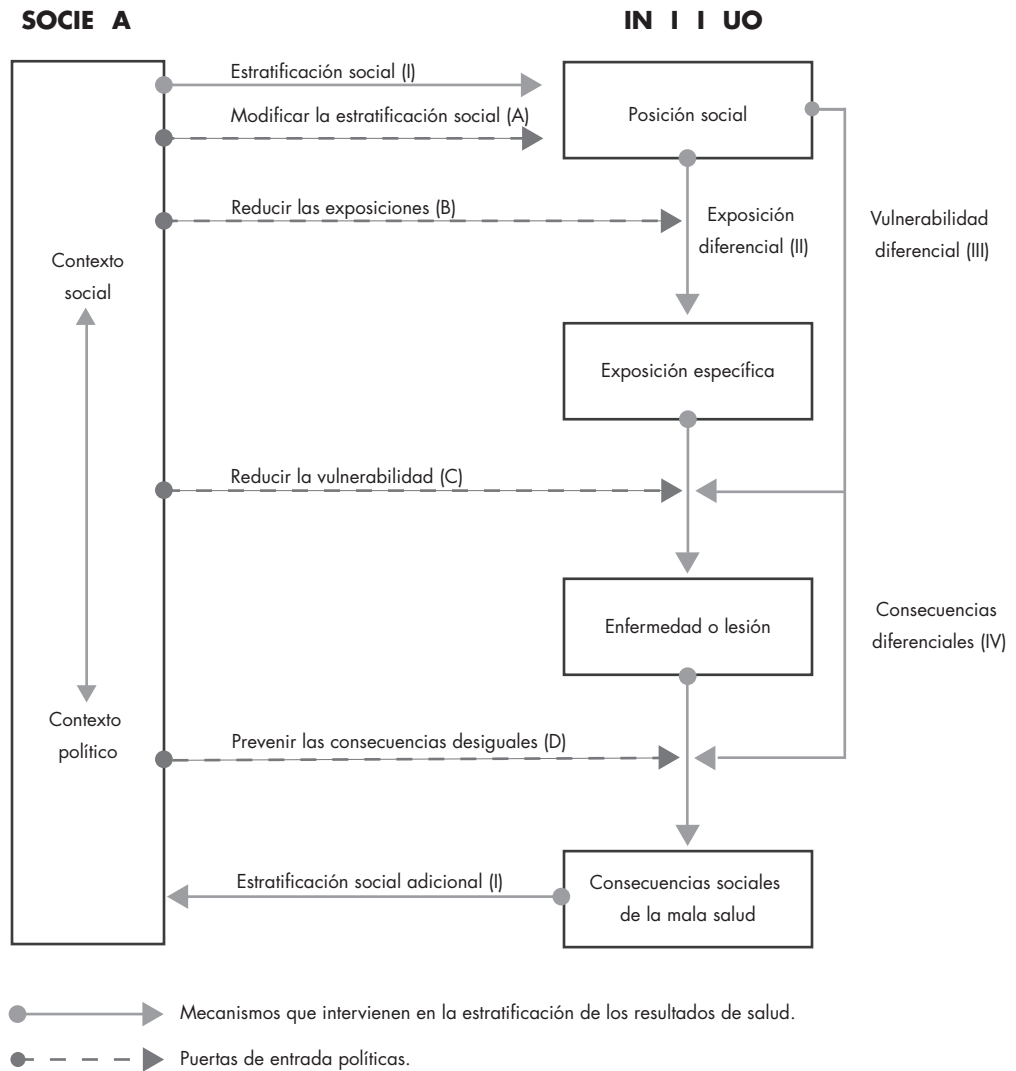 SOCIE A
IN I I UO
Estratificación social (I)
Modificar la estratificación social (A)
Posición social
Reducir las exposiciones (B)
Exposición
diferencial (II)
Vulnerabilidad
diferencial (III)
Contexto
social
Exposición específica
Reducir la vulnerabilidad (C)
Enfermedad o lesión
Consecuencias
diferenciales (IV)
Contexto
político
Prevenir las consecuencias desiguales (D)
Estratificación social adicional (I)
Consecuencias sociales
de la mala salud
Mecanismos que intervienen en la estratificación de los resultados de salud.
Puertas de entrada políticas.